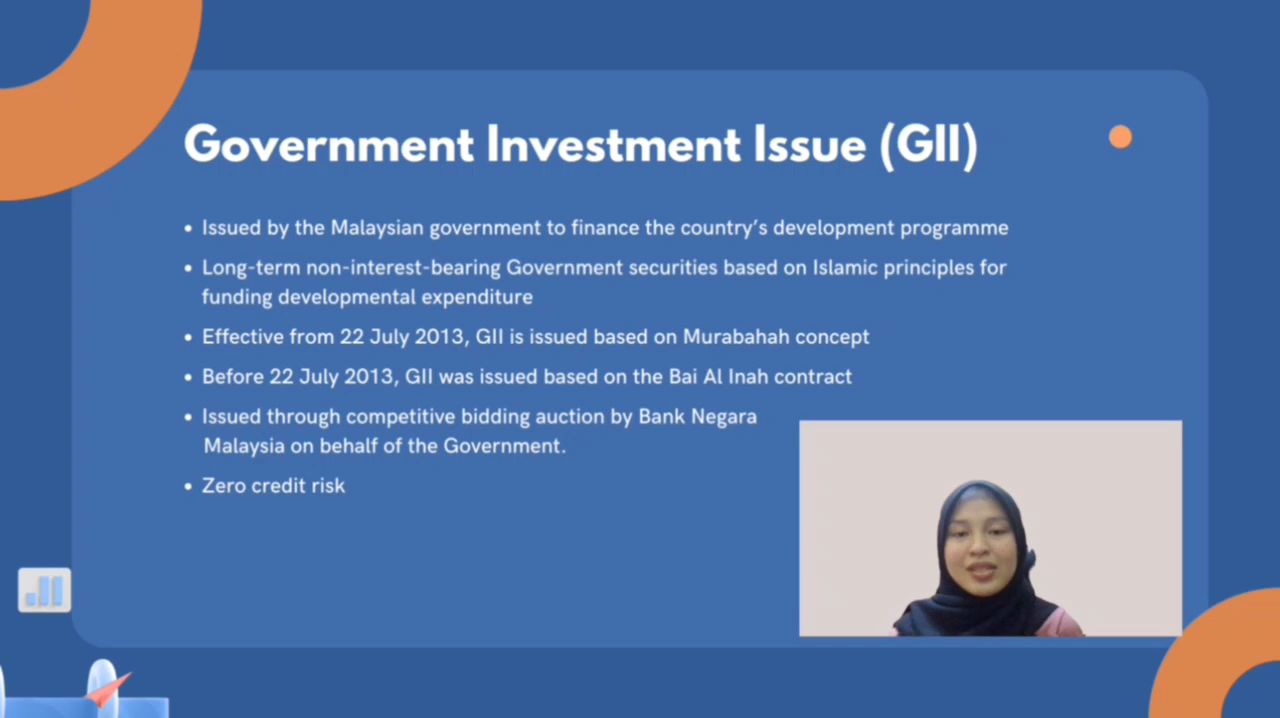 Government Investment Issue (GII)
• Issued by the Malaysian government to finance the country's development programme
• Long-term non-interest-bearing Government securities based on Islamic principles for
funding developmental expenditure
• Effective from 22 July 2013, GII is issued based on Murabahah concept
• Before 22 July 2013, GII was issued based on the Bai Al Inah contract
• Issued through competitive bidding auction by Bank Negara
Malaysia on behalf of the Government.
• Zero credit risk